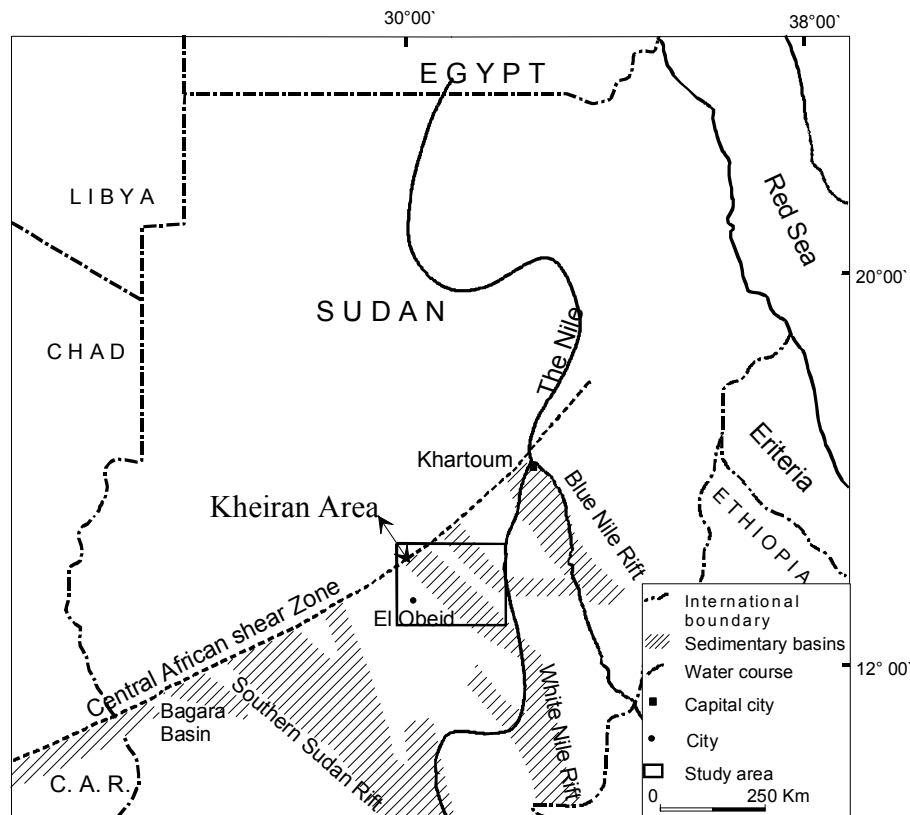 30°00`
38°00`
EGYPT
LIBYA
Red Sea
20°00`
SUDAN
CHAD
The Nile
Khartoum
Eriteria
Blue Nile Rift
ETHIOPIA
Kheiran Area
El Obeid
Central African shear Zone
Bagara
Basin
Southern Sudan Rift
White Nile Rift
12° 00`
C. A. R.
International
boundary
Sedimentary basins
Water course
Capital city
City
Study area
0 250 Km